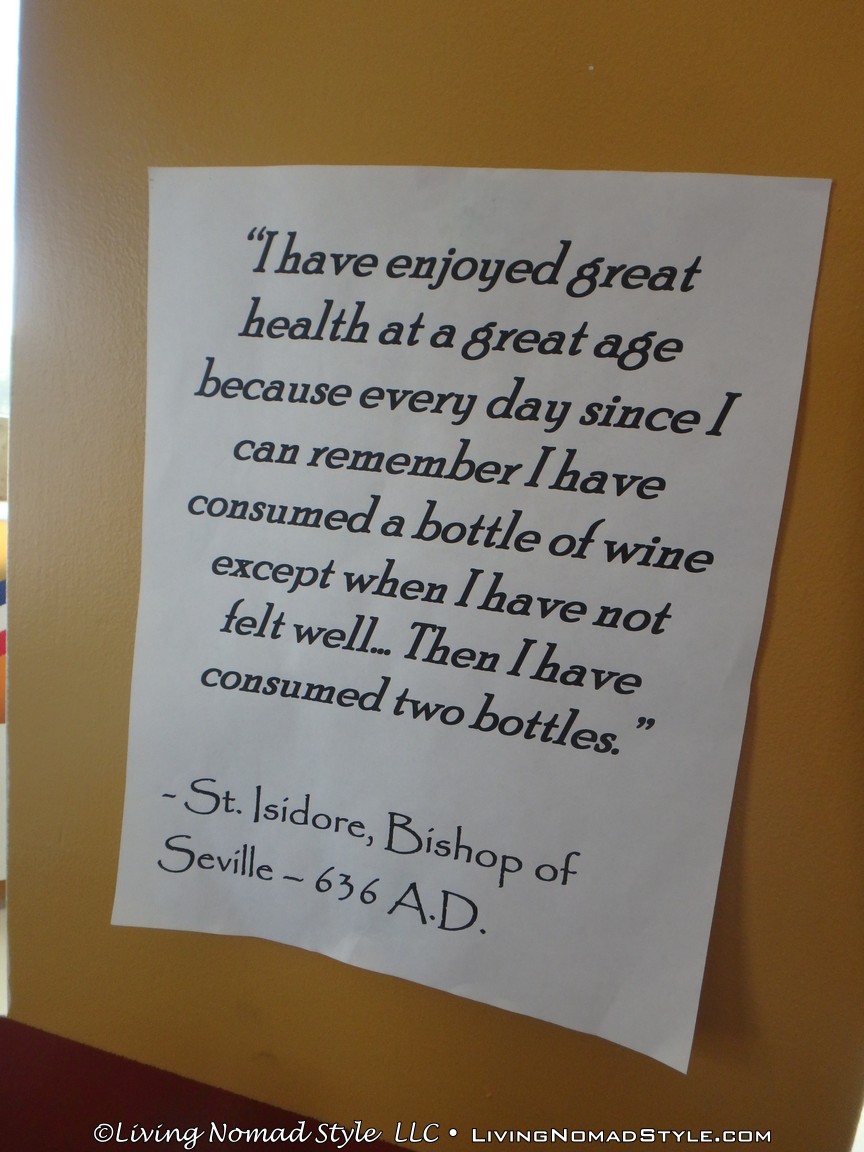 “I have enjoyed great
health at a great age
because every day since I
can remember I have
consumed a bottle of wine
except when I have not
felt well... Then I have
consumed two bottles.”
- St. Isidore, Bishop of
Seville – 636 A.D.
©Living Nomad Style LLC • LivingNomadStyle.com